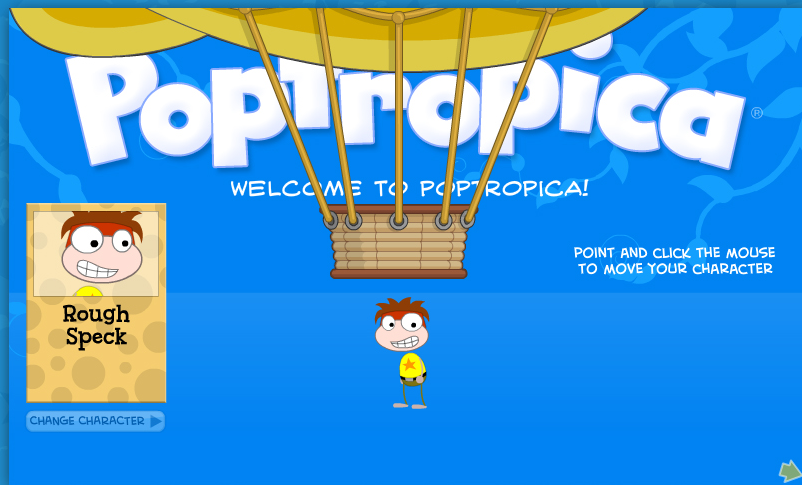 Poptropica®
WELCOME TO POPTROPICA!
POINT AND CLICK THE MOUSE
TO MOVE YOUR CHARACTER
Rough
Speck
CHANGE CHARACTER